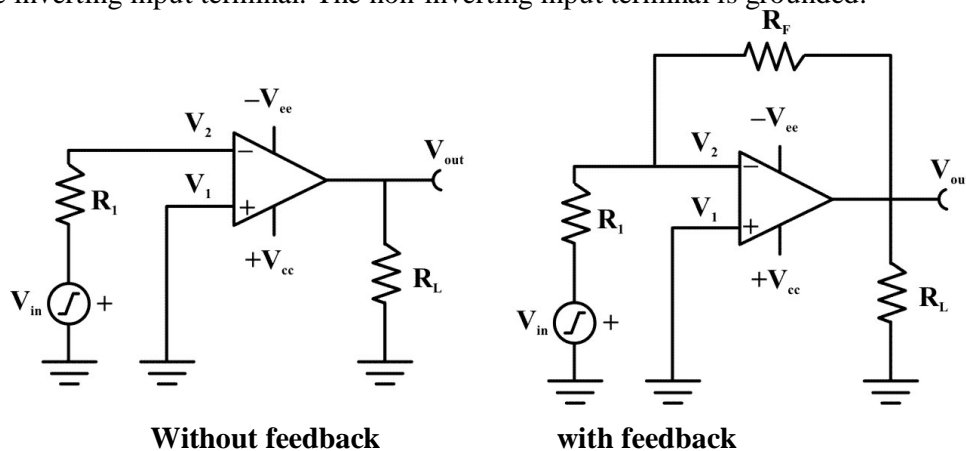 inverting input terminal. The non-inverting input terminal is grounded.
R_F
−V_ee
−V_ee
V_2
V_out
V_2
V_ou
−
−
R_1
V_1
R_1
V_1
+
+
+V_cc
+V_cc
R_L
R_L
V_in +
V_in +
Without feedback with feedback